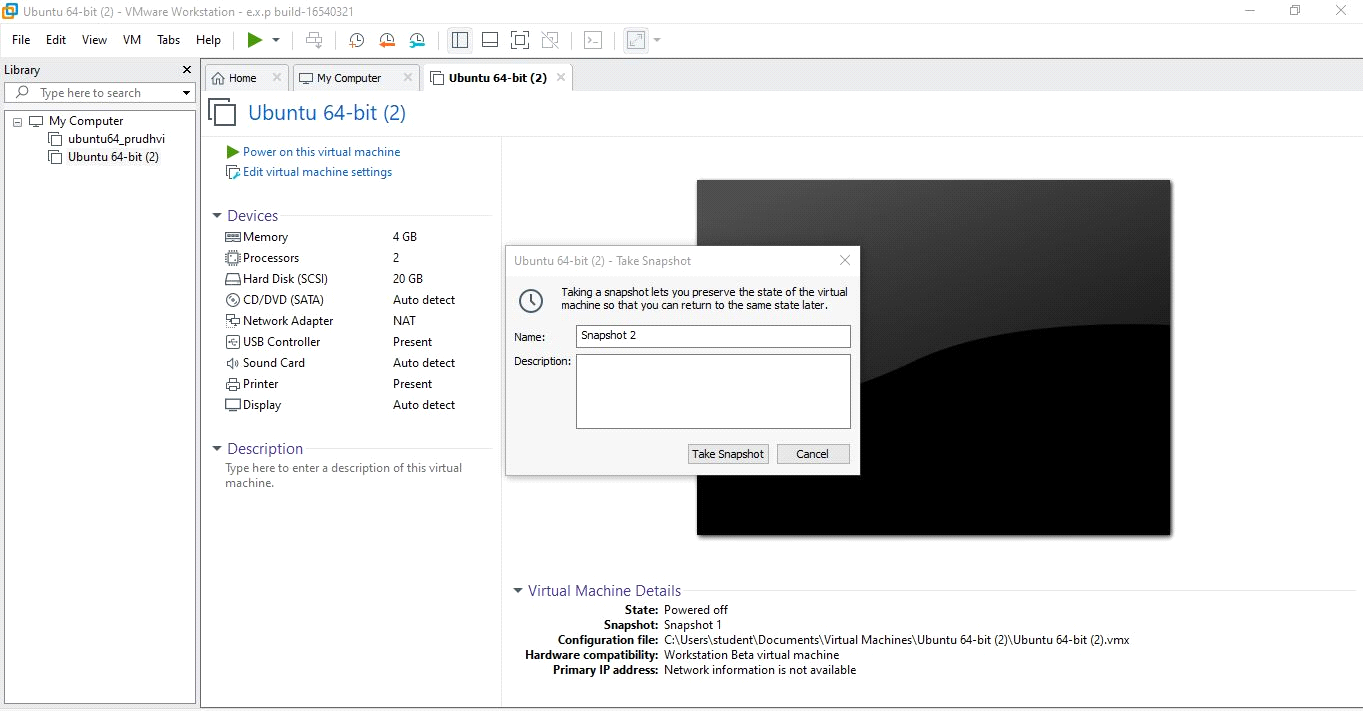 Ubuntu 64-bit (2) - VMware Workstation - e.x.p build-16540321
File Edit View VM Tabs Help
Library
Type here to search
My Computer
ubuntu64_prudhvi
Ubuntu 64-bit (2)
Home
My Computer
Ubuntu 64-bit (2)
Ubuntu 64-bit (2)
Power on this virtual machine
Edit virtual machine settings
Devices
Memory 4 GB
Processors 2
Hard Disk (SCSI) 20 GB
CD/DVD (SATA) Auto detect
Network Adapter NAT
USB Controller Present
Sound Card Auto detect
Printer Present
Display Auto detect
Description
Type here to enter a description of this virtual
machine.
Ubuntu 64-bit (2) - Take Snapshot
Taking a snapshot lets you preserve the state of the virtual
machine so that you can return to the same state later.
Name: Snapshot 2
Description:
Take Snapshot Cancel
Virtual Machine Details
State: Powered off
Snapshot: Snapshot 1
Configuration file: C:\Users\student\Documents\Virtual Machines\Ubuntu 64-bit (2)\Ubuntu 64-bit (2).vmx
Hardware compatibility: Workstation Beta virtual machine
Primary IP address: Network information is not available